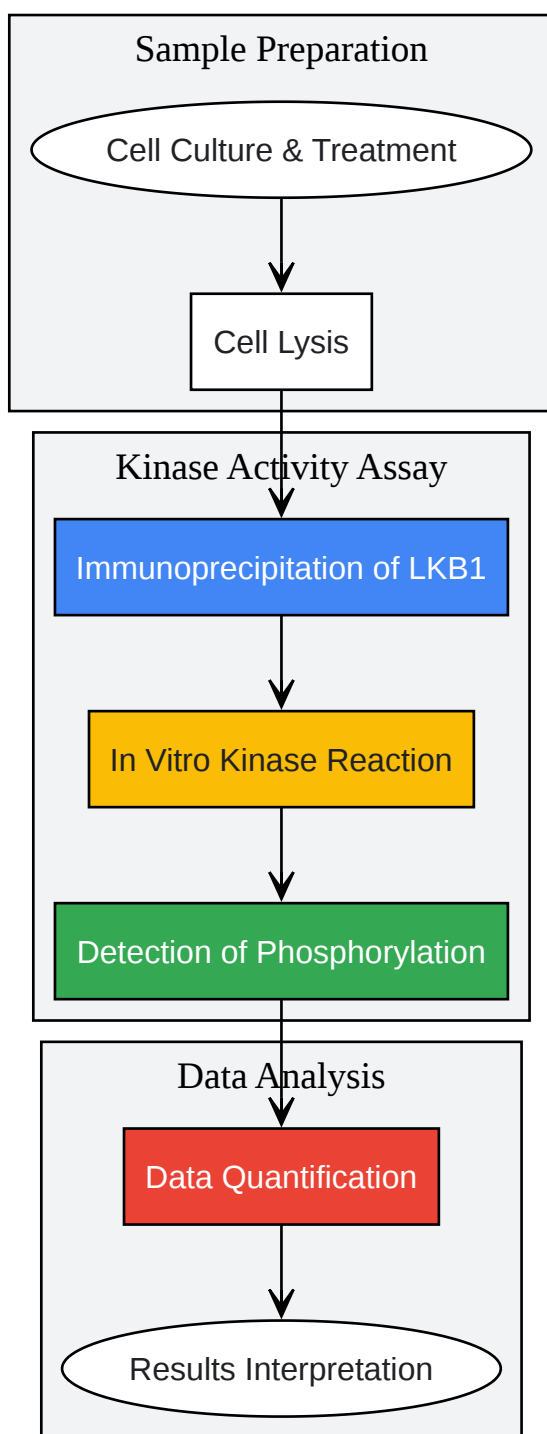 Sample Preparation
Cell Culture & Treatment
Cell Lysis
Kinase Activity Assay
Immunoprecipitation of LKB1
In Vitro Kinase Reaction
Detection of Phosphorylation
Data Analysis
Data Quantification
Results Interpretation